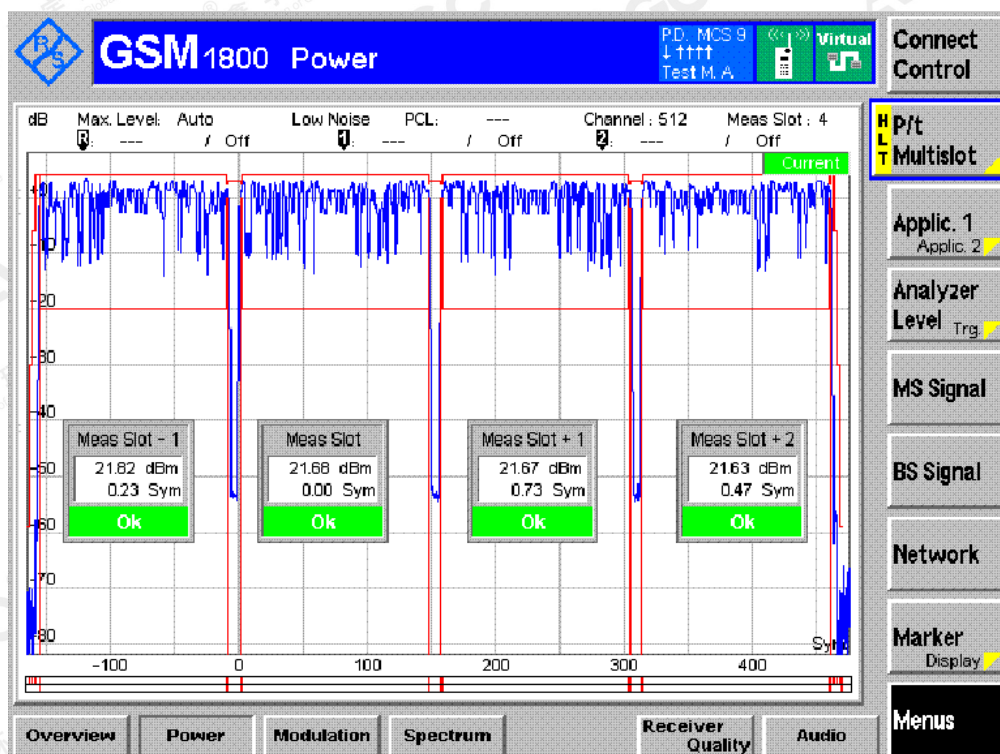 R&S
GSM 1800 Power
P.D. MCS 9
↓ ↑↑↑↑
Test M. A
Virtual
Connect Control
dB Max. Level: Auto Low Noise PCL: --- Channel : 512 Meas Slot : 4
R: --- / Off 1: --- / Off 2: --- / Off
Current
HLT
P/t Multislot
Applic. 1
Applic. 2
Analyzer Level Trg.
MS Signal
BS Signal
Network
Marker
Display
Menus
+0
-10
-20
-30
-40
-50
-60
-70
-80
Meas Slot - 1
21.82 dBm
0.23 Sym
Ok
Meas Slot
21.68 dBm
0.00 Sym
Ok
Meas Slot + 1
21.67 dBm
0.73 Sym
Ok
Meas Slot + 2
21.63 dBm
0.47 Sym
Ok
-100 0 100 200 300 400
Sym
Overview Power Modulation Spectrum Receiver Quality Audio